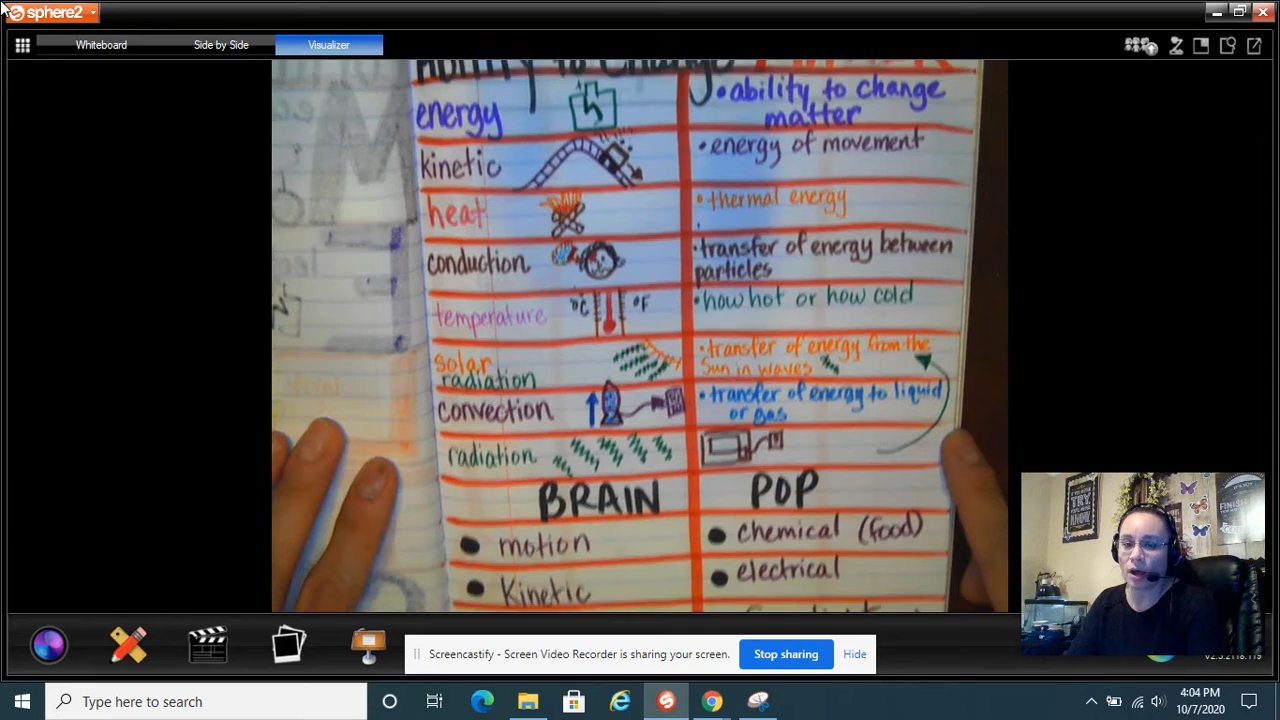 sphere2
Whiteboard
Side by Side
Visualizer
Ability to Change
energy
• ability to change
matter
kinetic
• energy of movement
heat
• thermal energy
conduction
• transfer of energy between
particles
temperature
°C
°F
• how hot or how cold
solar
radiation
• transfer of energy from the
Sun in waves
convection
• transfer of energy to liquid
or gas
radiation
BRAIN
POP
• motion
• chemical (food)
• Kinetic
• electrical
Screencastify - Screen Video Recorder is sharing your screen.
Stop sharing
Hide
Type here to search
4:04 PM
10/7/2020